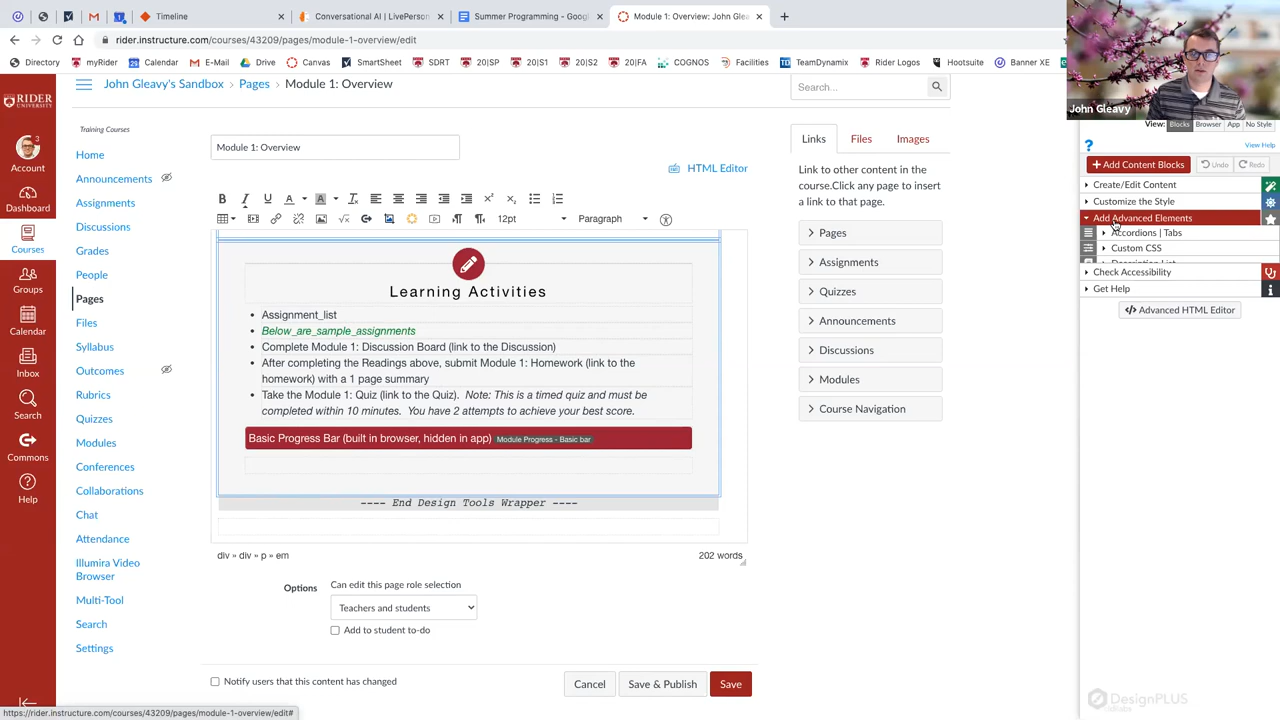 Timeline
Conversational AI | LivePerson
Summer Programming - Googl
Module 1: Overview: John Glea
rider.instructure.com/courses/43209/pages/module-1-overview/edit
Directory
myRider
Calendar
E-Mail
Drive
Canvas
SmartSheet
SDRT
20|SP
20|S1
20|S2
20|FA
COGNOS
Facilities
TeamDynamix
Rider Logos
Hootsuite
Banner XE
John Gleavy
RIDER
UNIVERSITY
3
Account
Dashboard
Courses
Groups
Calendar
Inbox
Search
Commons
Help
John Gleavy's Sandbox
Pages
Module 1: Overview
Training Courses
Home
Announcements
Assignments
Discussions
Grades
People
Pages
Files
Syllabus
Outcomes
Rubrics
Quizzes
Modules
Conferences
Collaborations
Chat
Attendance
Illumira Video
Browser
Multi-Tool
Search
Settings
Module 1: Overview
HTML Editor
12pt
Paragraph
Learning Activities
Assignment_list
Below_are_sample_assignments
Complete Module 1: Discussion Board (link to the Discussion)
After completing the Readings above, submit Module 1: Homework (link to the
homework) with a 1 page summary
Take the Module 1: Quiz (link to the Quiz).  Note: This is a timed quiz and must be
completed within 10 minutes.  You have 2 attempts to achieve your best score.
Basic Progress Bar (built in browser, hidden in app) Module Progress - Basic bar
---- End Design Tools Wrapper ----
div » div » p » em
202 words
Options
Can edit this page role selection
Teachers and students
Add to student to-do
Notify users that this content has changed
Cancel
Save & Publish
Save
Search...
Links
Files
Images
Link to other content in the
course.Click any page to insert
a link to that page.
Pages
Assignments
Quizzes
Announcements
Discussions
Modules
Course Navigation
View:
Blocks
Browser
App
No Style
View Help
Add Content Blocks
Undo
Redo
Create/Edit Content
Customize the Style
Add Advanced Elements
Accordions | Tabs
Custom CSS
Check Accessibility
Get Help
</> Advanced HTML Editor
DesignPLUS
https://rider.instructure.com/courses/43209/pages/module-1-overview/edit#